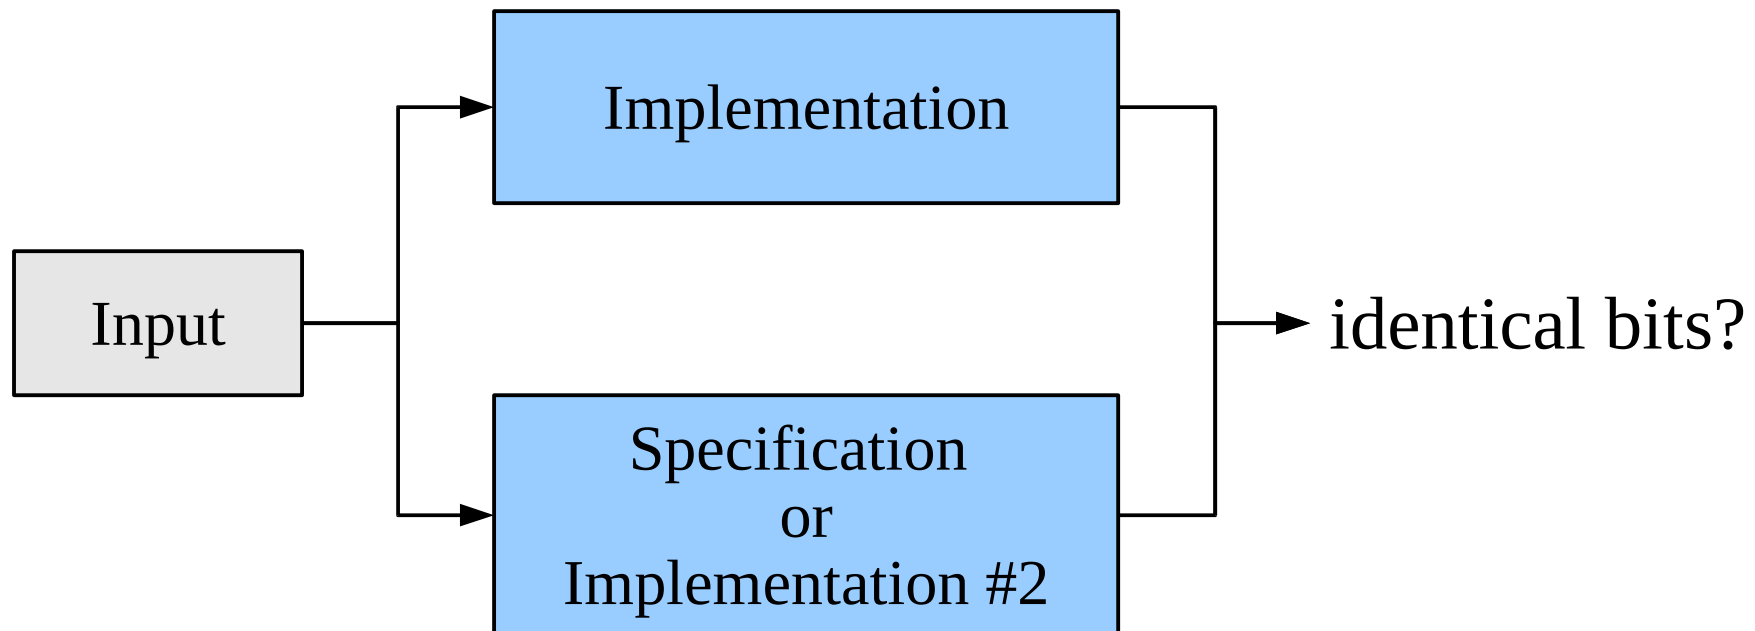 Implementation
Input
identical bits?
Specification
or
Implementation #2